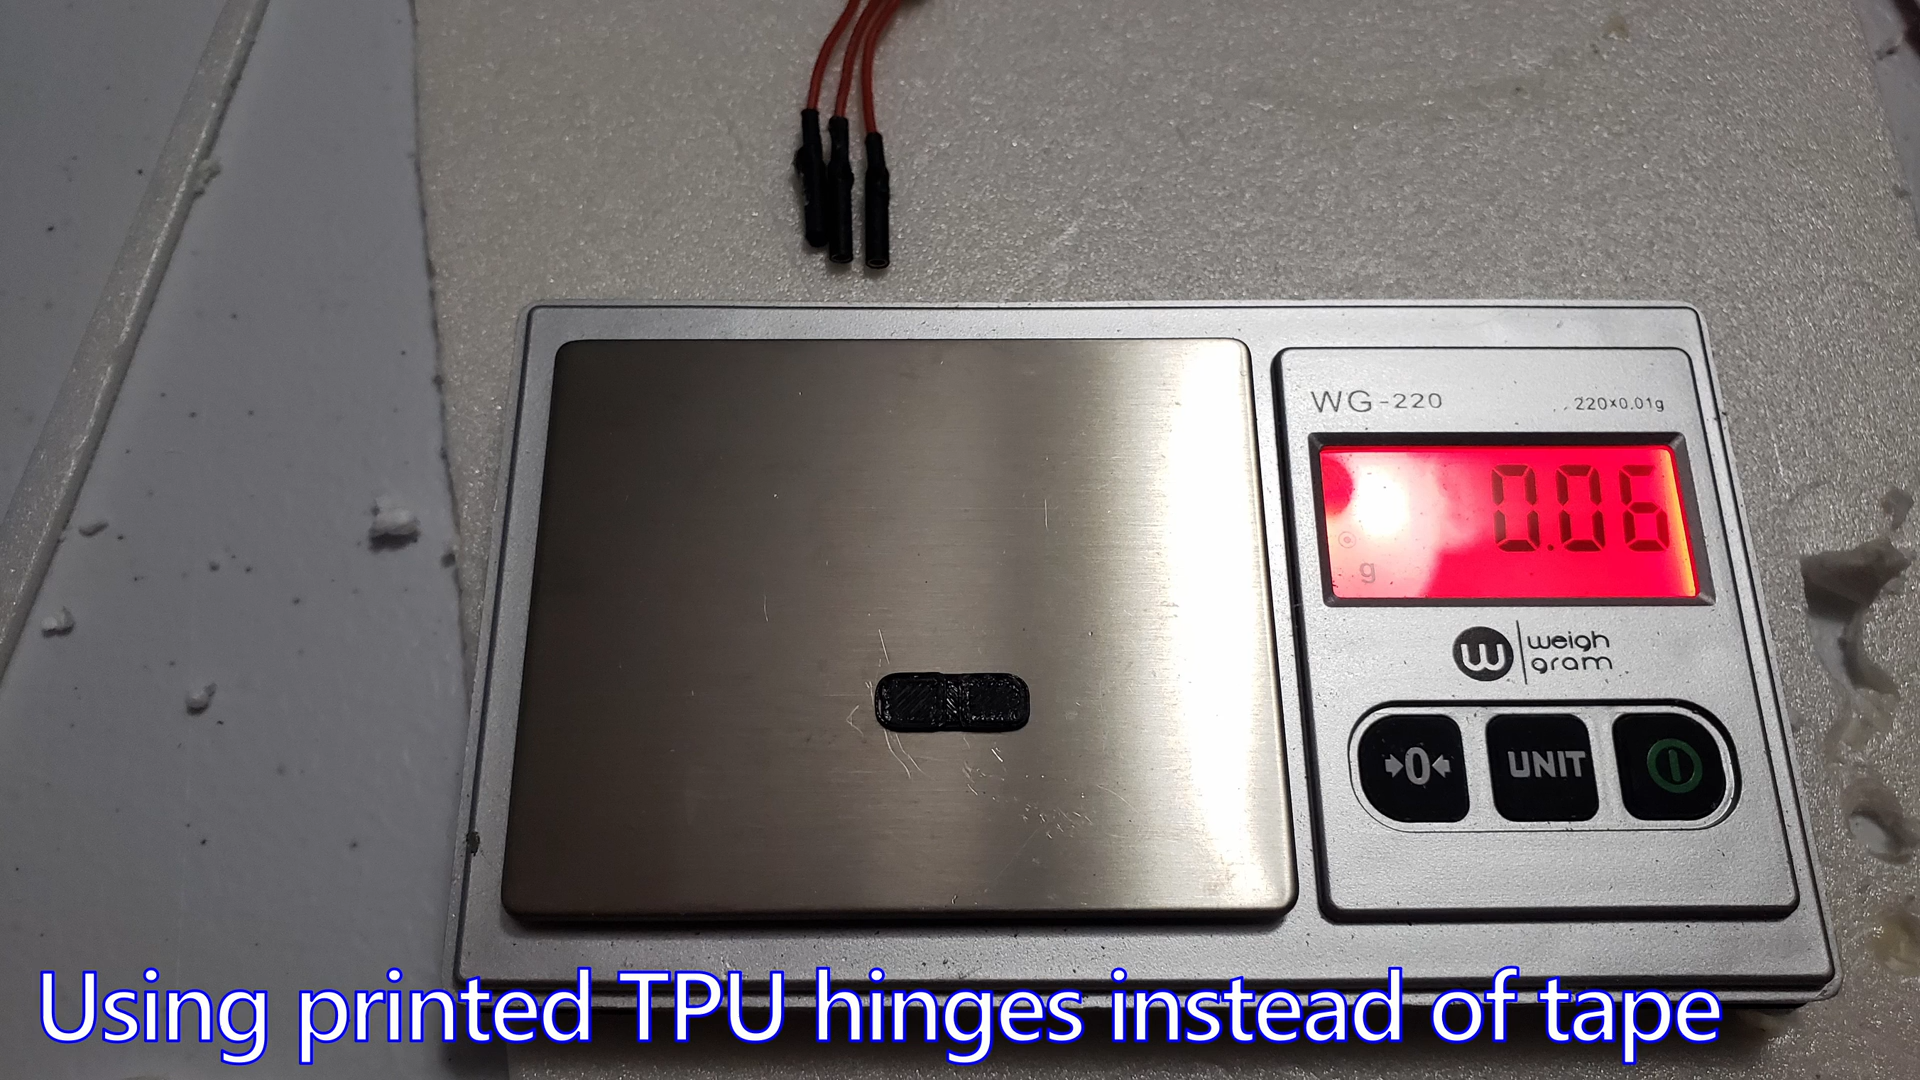 WG-220
220×0.01g
0.06
g
w
weigh
gram
→0←
UNIT
Using printed TPU hinges instead of tape